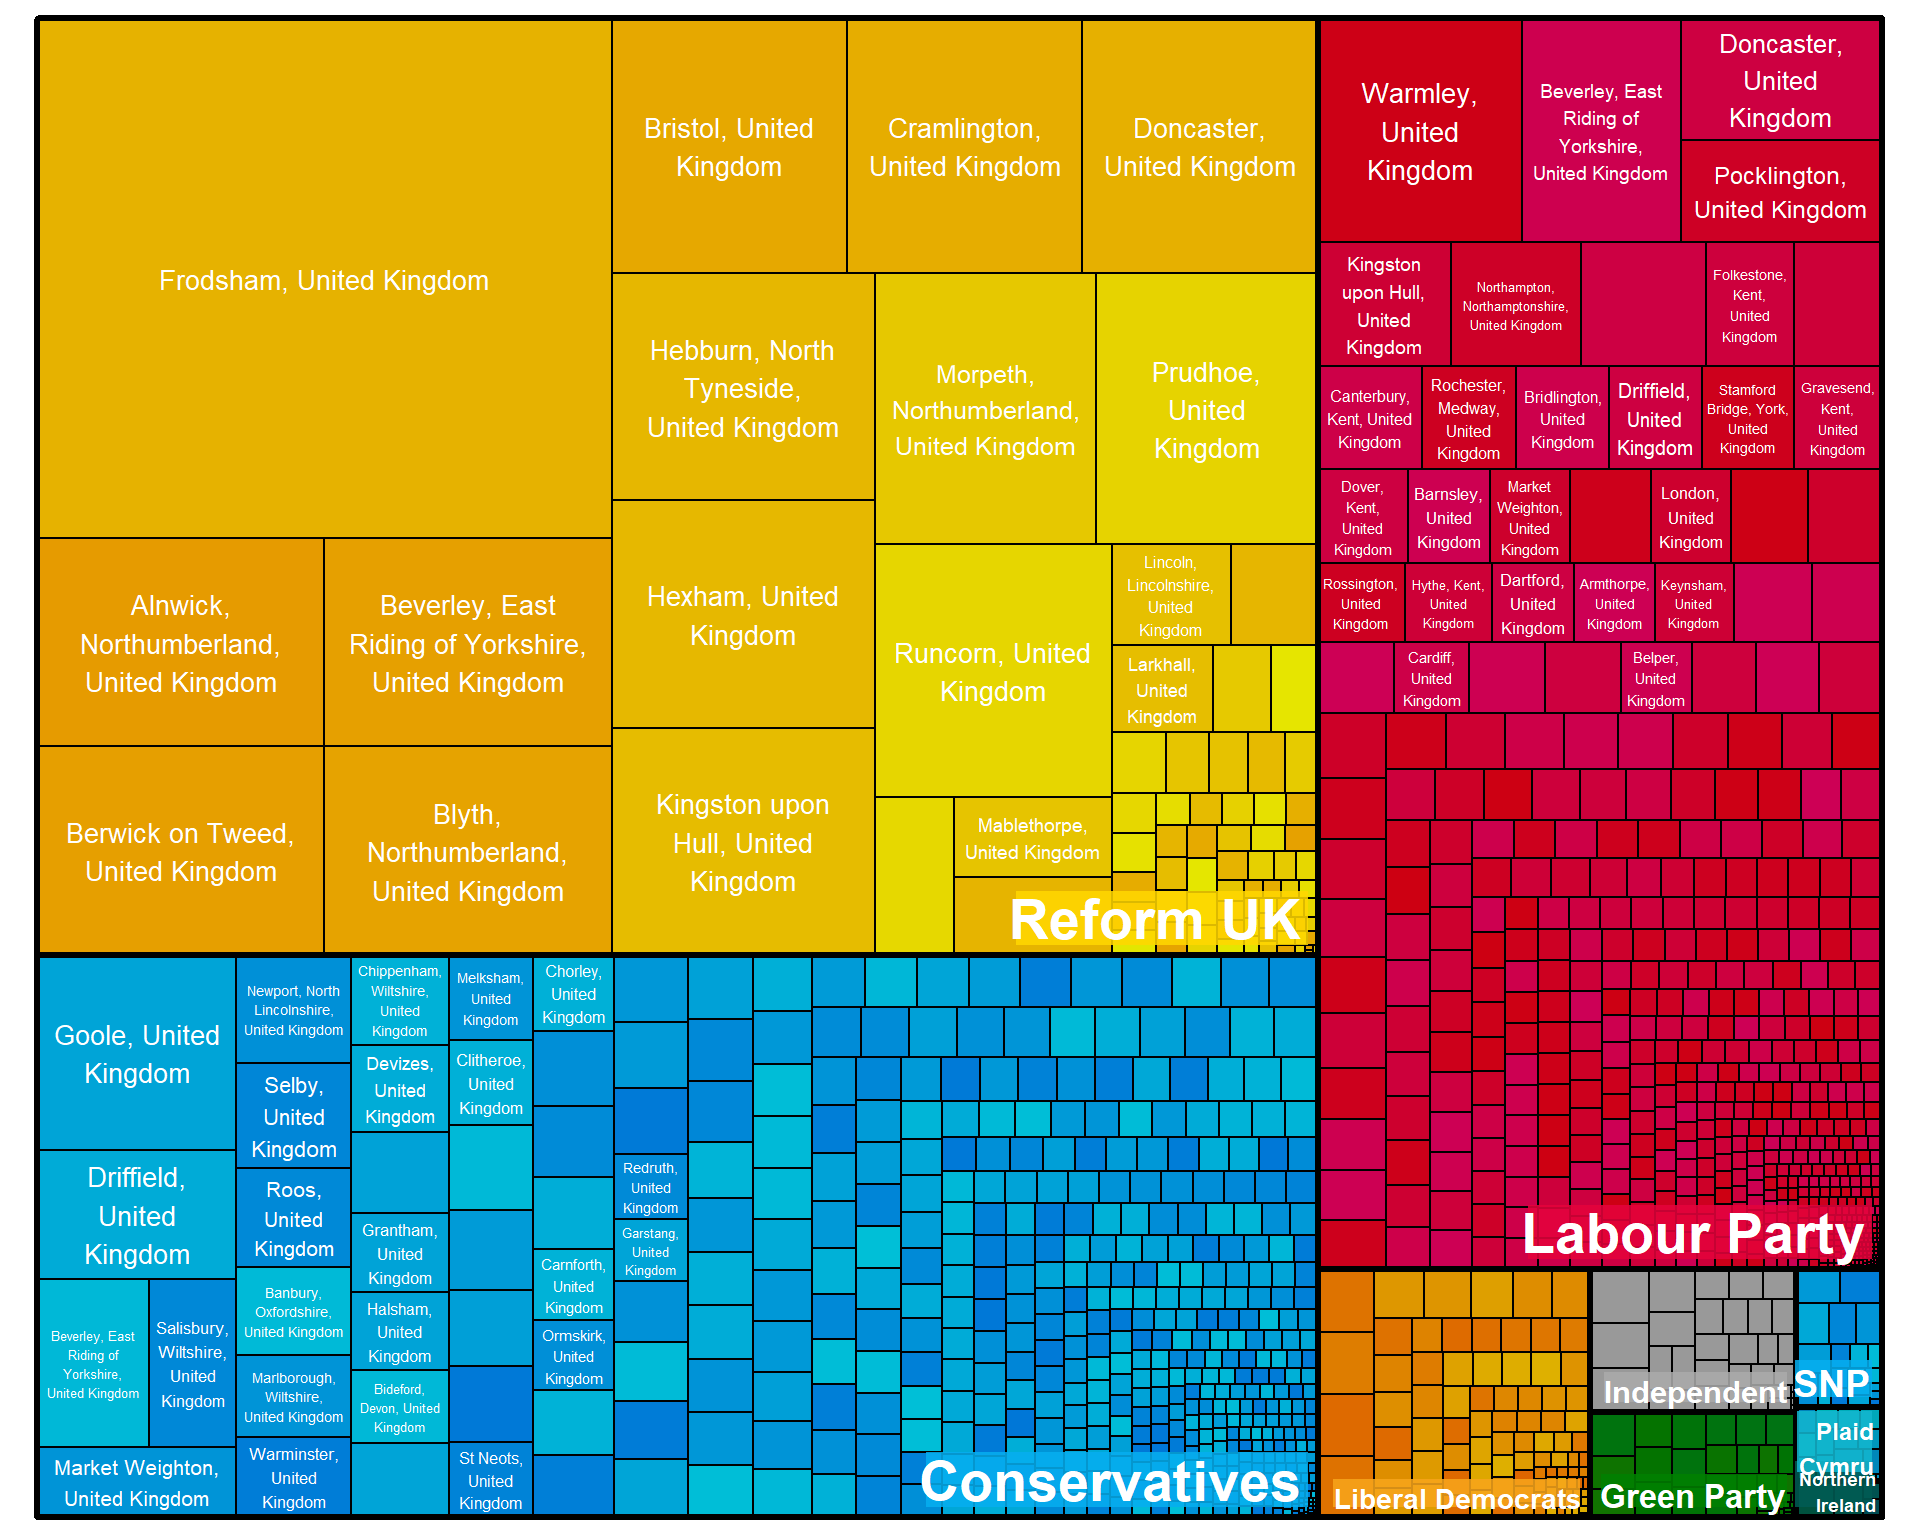 Frodsham, United Kingdom
Alnwick,
Northumberland,
United Kingdom
Beverley, East
Riding of Yorkshire,
United Kingdom
Berwick on Tweed,
United Kingdom
Blyth,
Northumberland,
United Kingdom
Bristol, United
Kingdom
Cramlington,
United Kingdom
Doncaster,
United Kingdom
Hebburn, North
Tyneside,
United Kingdom
Hexham, United
Kingdom
Kingston upon
Hull, United
Kingdom
Morpeth,
Northumberland,
United Kingdom
Prudhoe,
United
Kingdom
Runcorn, United
Kingdom
Lincoln,
Lincolnshire,
United
Kingdom
Larkhall,
United
Kingdom
Mablethorpe,
United Kingdom
Reform UK
Warmley,
United
Kingdom
Beverley, East
Riding of
Yorkshire,
United Kingdom
Doncaster,
United
Kingdom
Pocklington,
United Kingdom
Kingston
upon Hull,
United
Kingdom
Northampton,
Northamptonshire,
United Kingdom
Folkestone,
Kent,
United
Kingdom
Canterbury,
Kent, United
Kingdom
Rochester,
Medway,
United
Kingdom
Bridlington,
United
Kingdom
Driffield,
United
Kingdom
Stamford
Bridge, York,
United
Kingdom
Gravesend,
Kent,
United
Kingdom
Dover,
Kent,
United
Kingdom
Barnsley,
United
Kingdom
Market
Weighton,
United
Kingdom
London,
United
Kingdom
Rossington,
United
Kingdom
Hythe, Kent,
United
Kingdom
Dartford,
United
Kingdom
Armthorpe,
United
Kingdom
Keynsham,
United
Kingdom
Cardiff,
United
Kingdom
Belper,
United
Kingdom
Labour Party
Goole, United
Kingdom
Driffield,
United
Kingdom
Beverley, East
Riding of
Yorkshire,
United Kingdom
Salisbury,
Wiltshire,
United
Kingdom
Market Weighton,
United Kingdom
Newport, North
Lincolnshire,
United Kingdom
Selby,
United
Kingdom
Roos,
United
Kingdom
Banbury,
Oxfordshire,
United Kingdom
Marlborough,
Wiltshire,
United Kingdom
Warminster,
United
Kingdom
Chippenham,
Wiltshire,
United
Kingdom
Devizes,
United
Kingdom
Grantham,
United
Kingdom
Halsham,
United
Kingdom
Bideford,
Devon, United
Kingdom
Melksham,
United
Kingdom
Clitheroe,
United
Kingdom
St Neots,
United
Kingdom
Chorley,
United
Kingdom
Carnforth,
United
Kingdom
Ormskirk,
United
Kingdom
Redruth,
United
Kingdom
Garstang,
United
Kingdom
Conservatives
Liberal Democrats
Independent
Green Party
SNP
Plaid
Cymru
Northern
Ireland